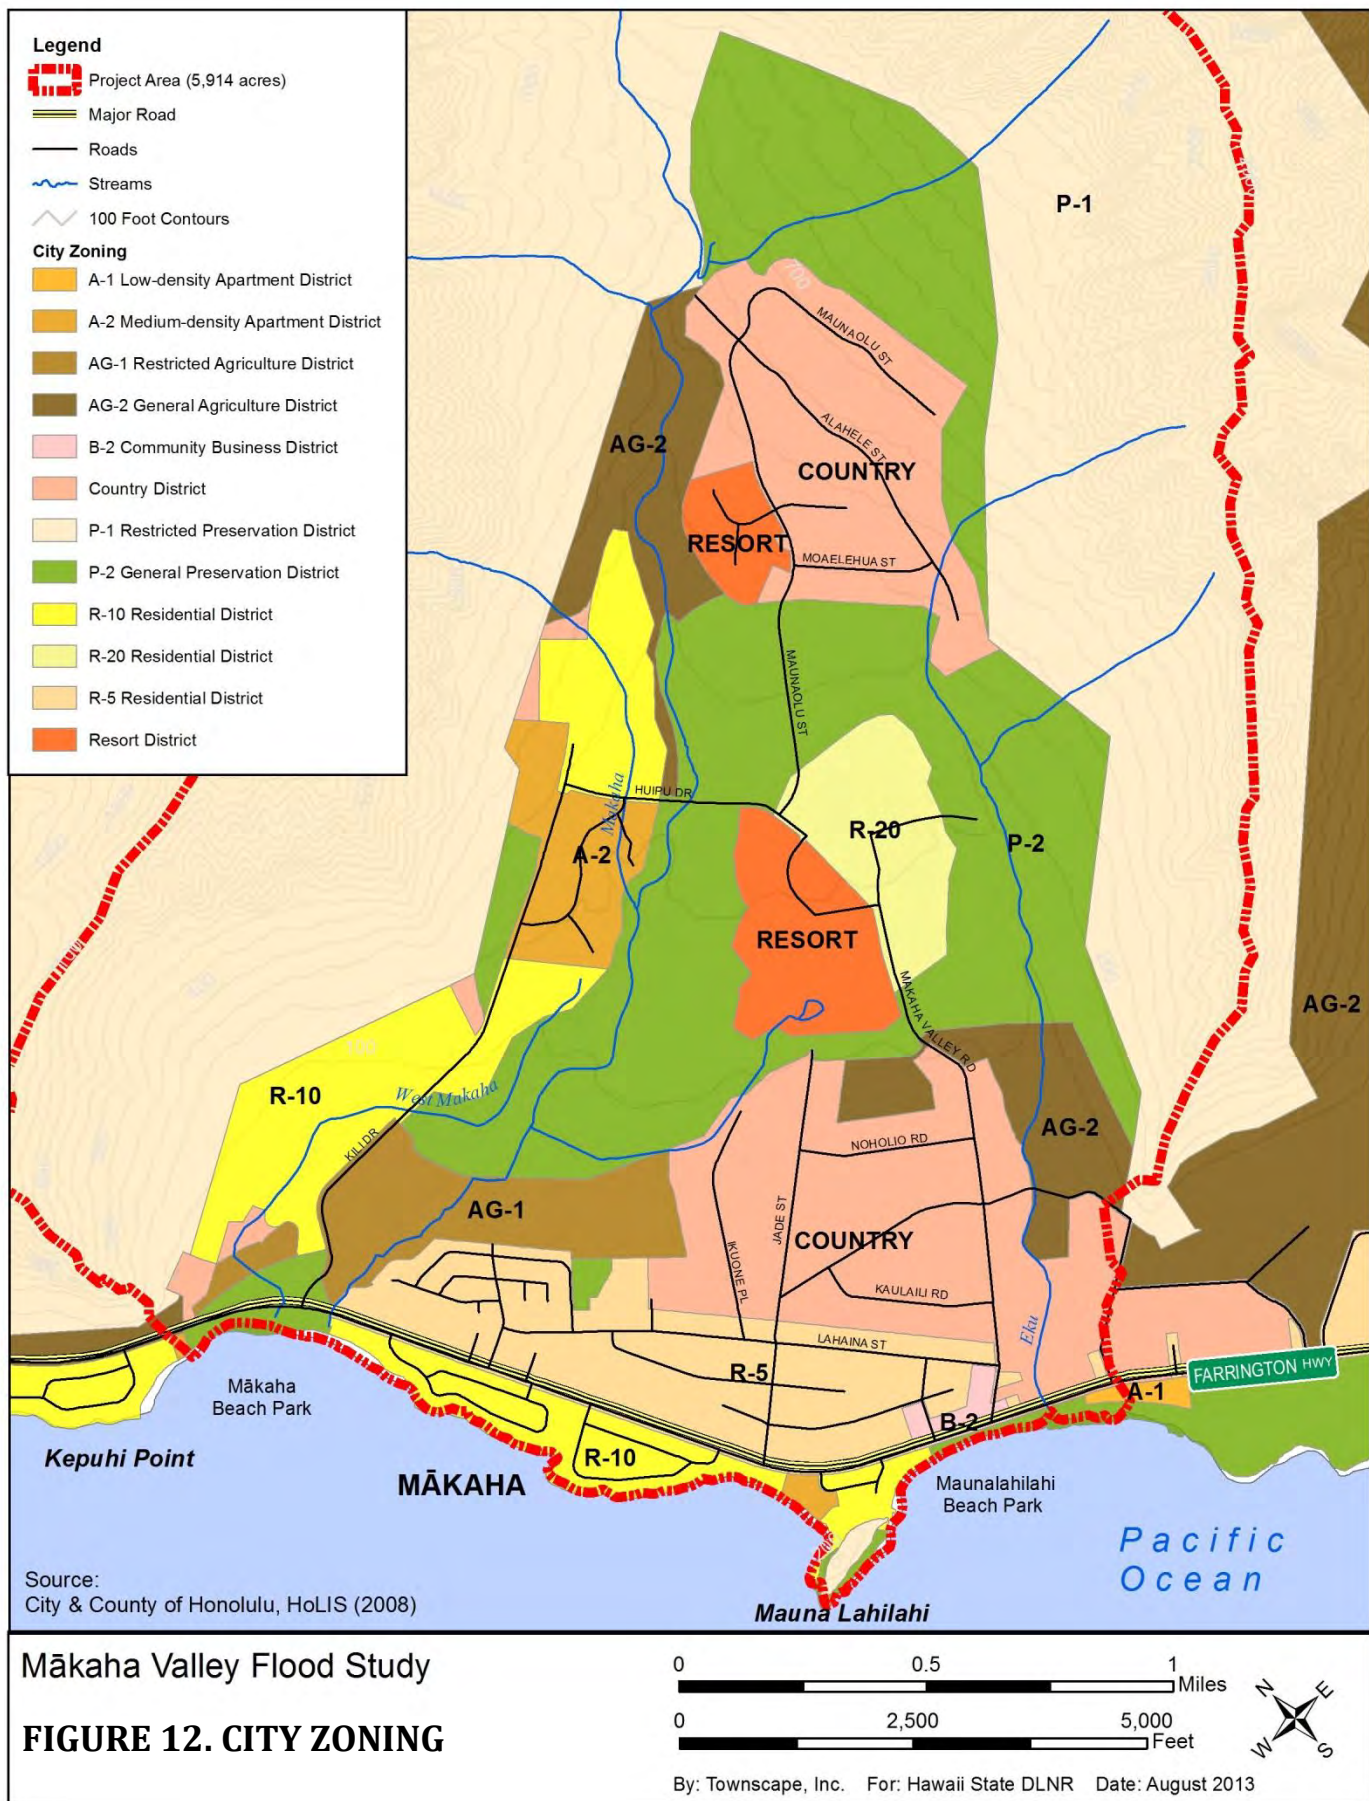 Legend
Project Area (5,914 acres)
Major Road
Roads
Streams
100 Foot Contours
City Zoning
A-1 Low-density Apartment District
A-2 Medium-density Apartment District
AG-1 Restricted Agriculture District
AG-2 General Agriculture District
B-2 Community Business District
Country District
P-1 Restricted Preservation District
P-2 General Preservation District
R-10 Residential District
R-20 Residential District
R-5 Residential District
Resort District
P-1
700
MAUNAOLU ST
ALAHELE ST
AG-2
COUNTRY
RESORT
MOAELEHUA ST
MAUNAOLU ST
HUIPU DR
Makaha
A-2
R-20
P-2
RESORT
MAKAHA VALLEY RD
AG-2
100
R-10
West Makaha
KILI DR
AG-2
NOHOLIO RD
AG-1
JADE ST
IKUONE PL
COUNTRY
KAULAILI RD
Eku
LAHAINA ST
R-5
FARRINGTON HWY
A-1
B-2
Mākaha
Beach Park
Kepuhi Point
R-10
MĀKAHA
Maunalahilahi
Beach Park
Pacific
Ocean
Mauna Lahilahi
Source:
City & County of Honolulu, HoLIS (2008)
Mākaha Valley Flood Study
FIGURE 12. CITY ZONING
0 0.5 1
Miles
0 2,500 5,000
Feet
N E
W S
By: Townscape, Inc. For: Hawaii State DLNR Date: August 2013